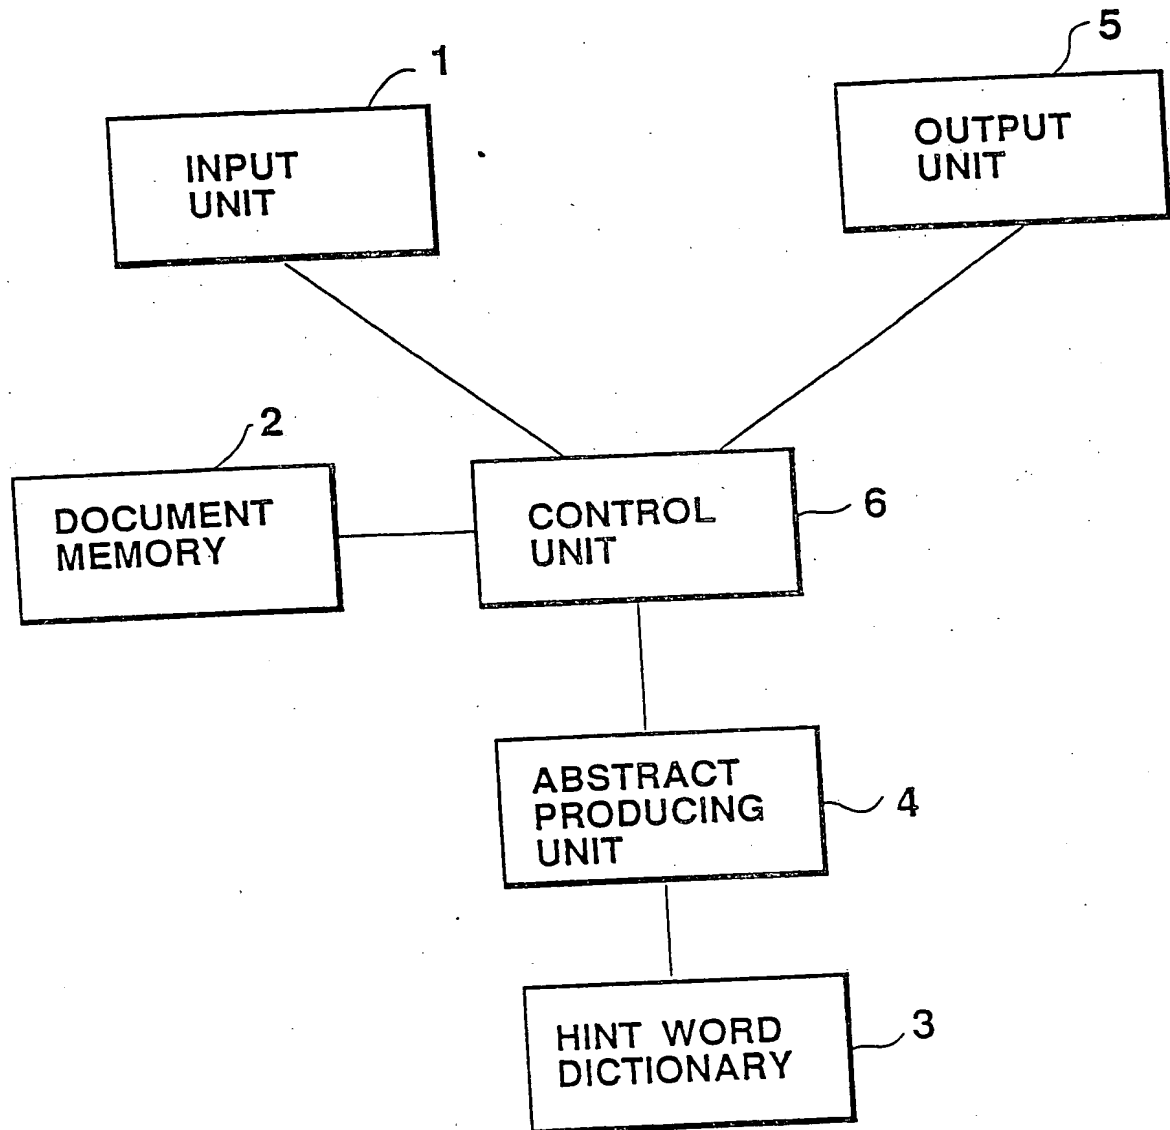 1
INPUT
UNIT
5
OUTPUT
UNIT
2
DOCUMENT
MEMORY
CONTROL
UNIT
6
ABSTRACT
PRODUCING
UNIT
4
HINT WORD
DICTIONARY
3